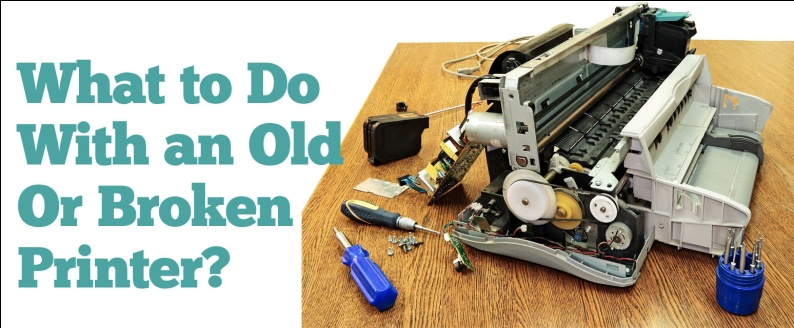 What to Do
With an Old
Or Broken
Printer?